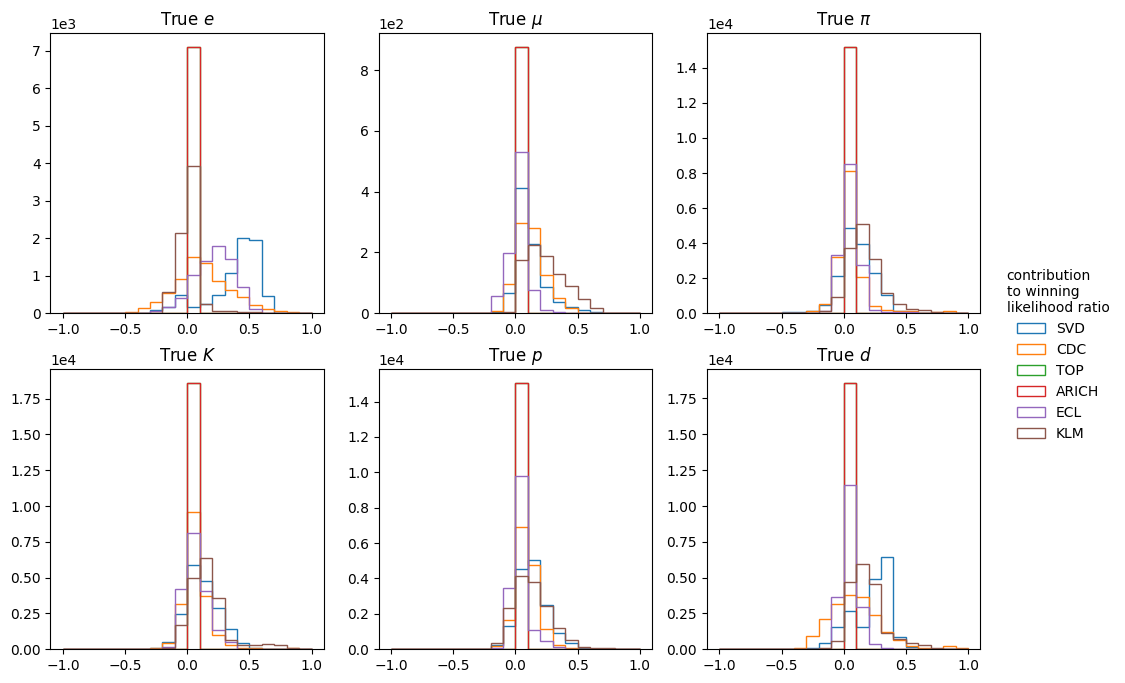 True e
1e3
7
6
5
4
3
2
1
0
−1.0 −0.5 0.0 0.5 1.0
True μ
1e2
8
6
4
2
0
−1.0 −0.5 0.0 0.5 1.0
True π
1e4
1.4
1.2
1.0
0.8
0.6
0.4
0.2
0.0
−1.0 −0.5 0.0 0.5 1.0
True K
1e4
1.75
1.50
1.25
1.00
0.75
0.50
0.25
0.00
−1.0 −0.5 0.0 0.5 1.0
True p
1e4
1.4
1.2
1.0
0.8
0.6
0.4
0.2
0.0
−1.0 −0.5 0.0 0.5 1.0
True d
1e4
1.75
1.50
1.25
1.00
0.75
0.50
0.25
0.00
−1.0 −0.5 0.0 0.5 1.0
contribution
to winning
likelihood ratio
SVD
CDC
TOP
ARICH
ECL
KLM